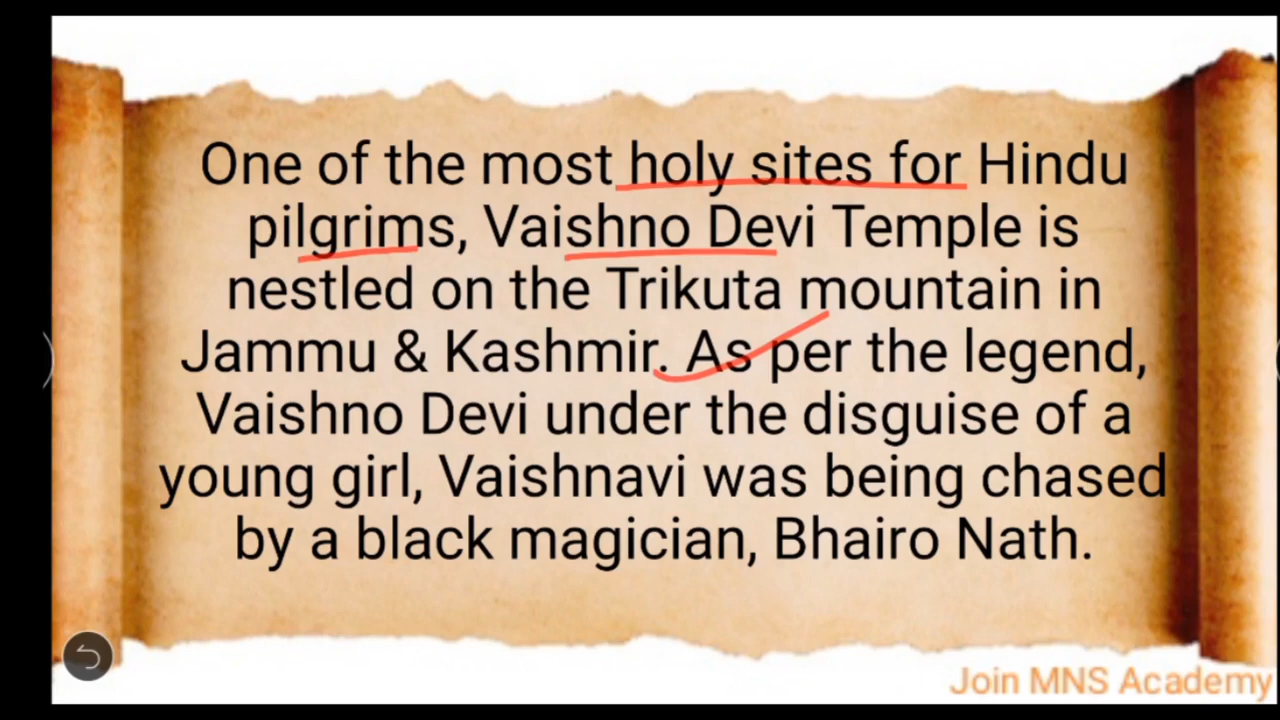 One of the most holy sites for Hindu
pilgrims, Vaishno Devi Temple is
nestled on the Trikuta mountain in
Jammu & Kashmir. As per the legend,
Vaishno Devi under the disguise of a
young girl, Vaishnavi was being chased
by a black magician, Bhairo Nath.
Join MNS Academy